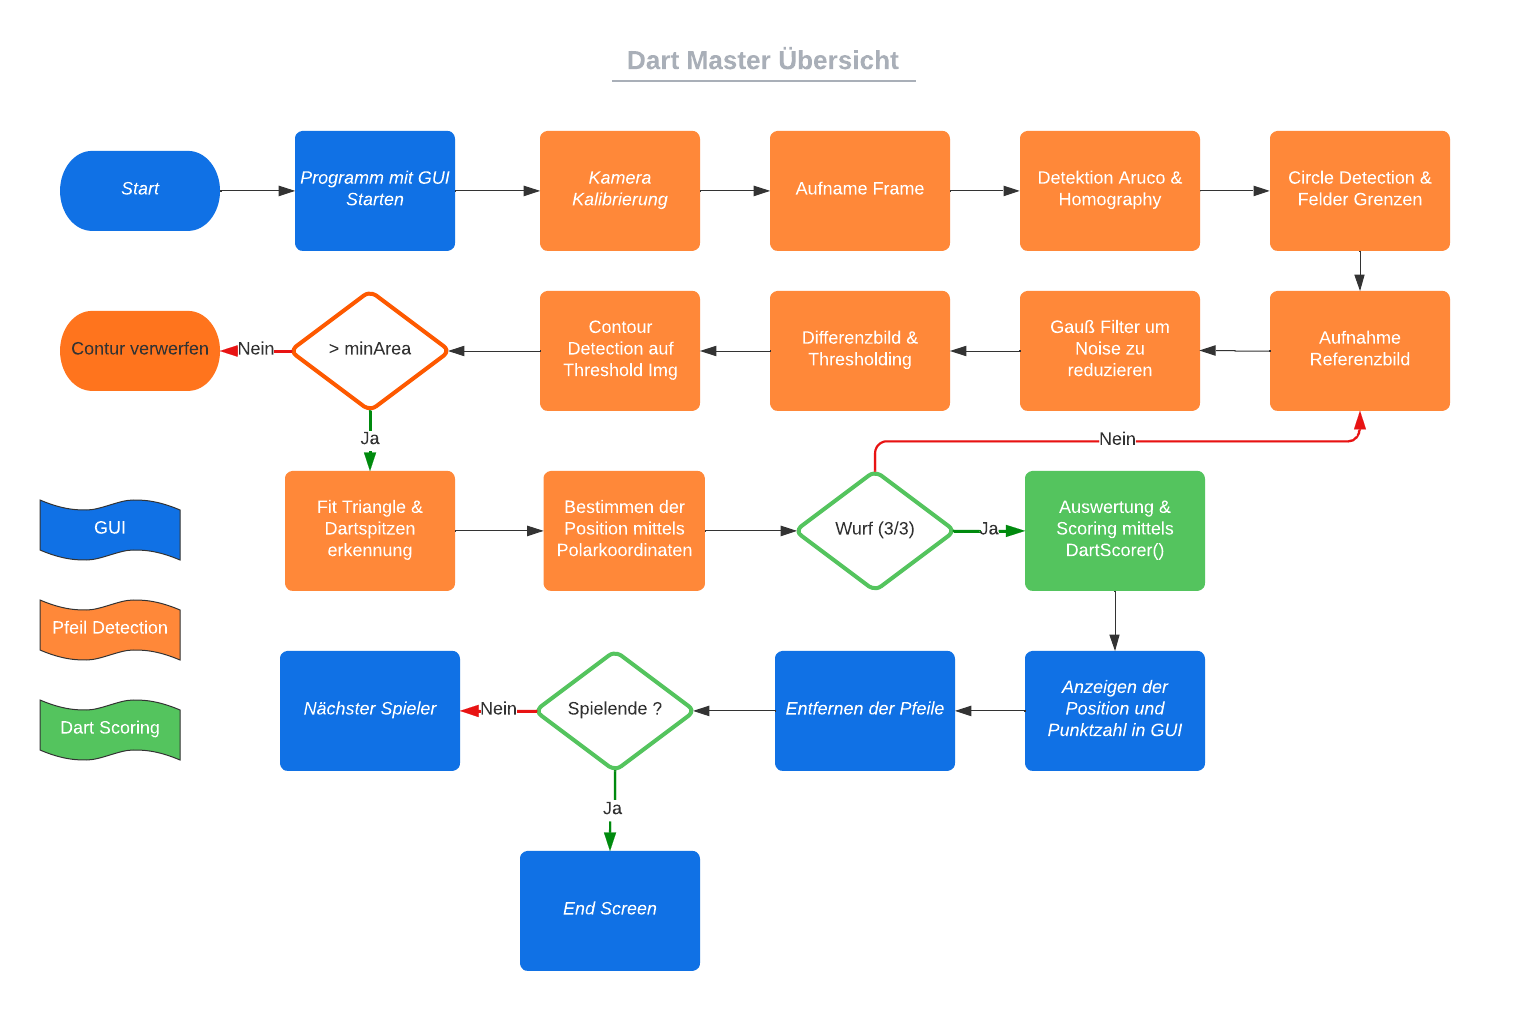 Dart Master Übersicht
Start
Programm mit GUI
Starten
Kamera
Kalibrierung
Aufname Frame
Detektion Aruco &
Homography
Circle Detection &
Felder Grenzen
Contur verwerfen
Nein
> minArea
Contour
Detection auf
Threshold Img
Differenzbild &
Thresholding
Gauß Filter um
Noise zu
reduzieren
Aufnahme
Referenzbild
Ja
Nein
Fit Triangle &
Dartspitzen
erkennung
Bestimmen der
Position mittels
Polarkoordinaten
Wurf (3/3)
Ja
Auswertung &
Scoring mittels
DartScorer()
GUI
Pfeil Detection
Dart Scoring
Nächster Spieler
Nein
Spielende ?
Entfernen der Pfeile
Anzeigen der
Position und
Punktzahl in GUI
Ja
End Screen